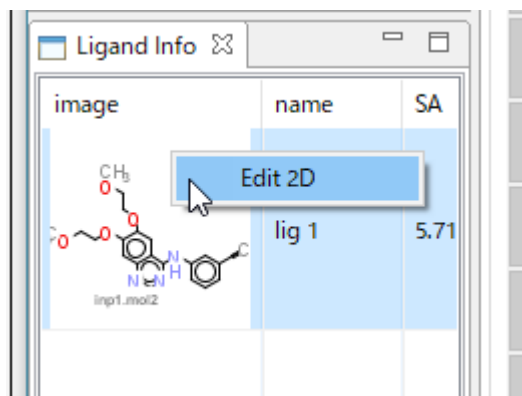 Ligand Info
image name SA
Edit 2D
lig 1 5.71
CH3
O
O
O O
O
N
H
N N
C
inp1.mol2